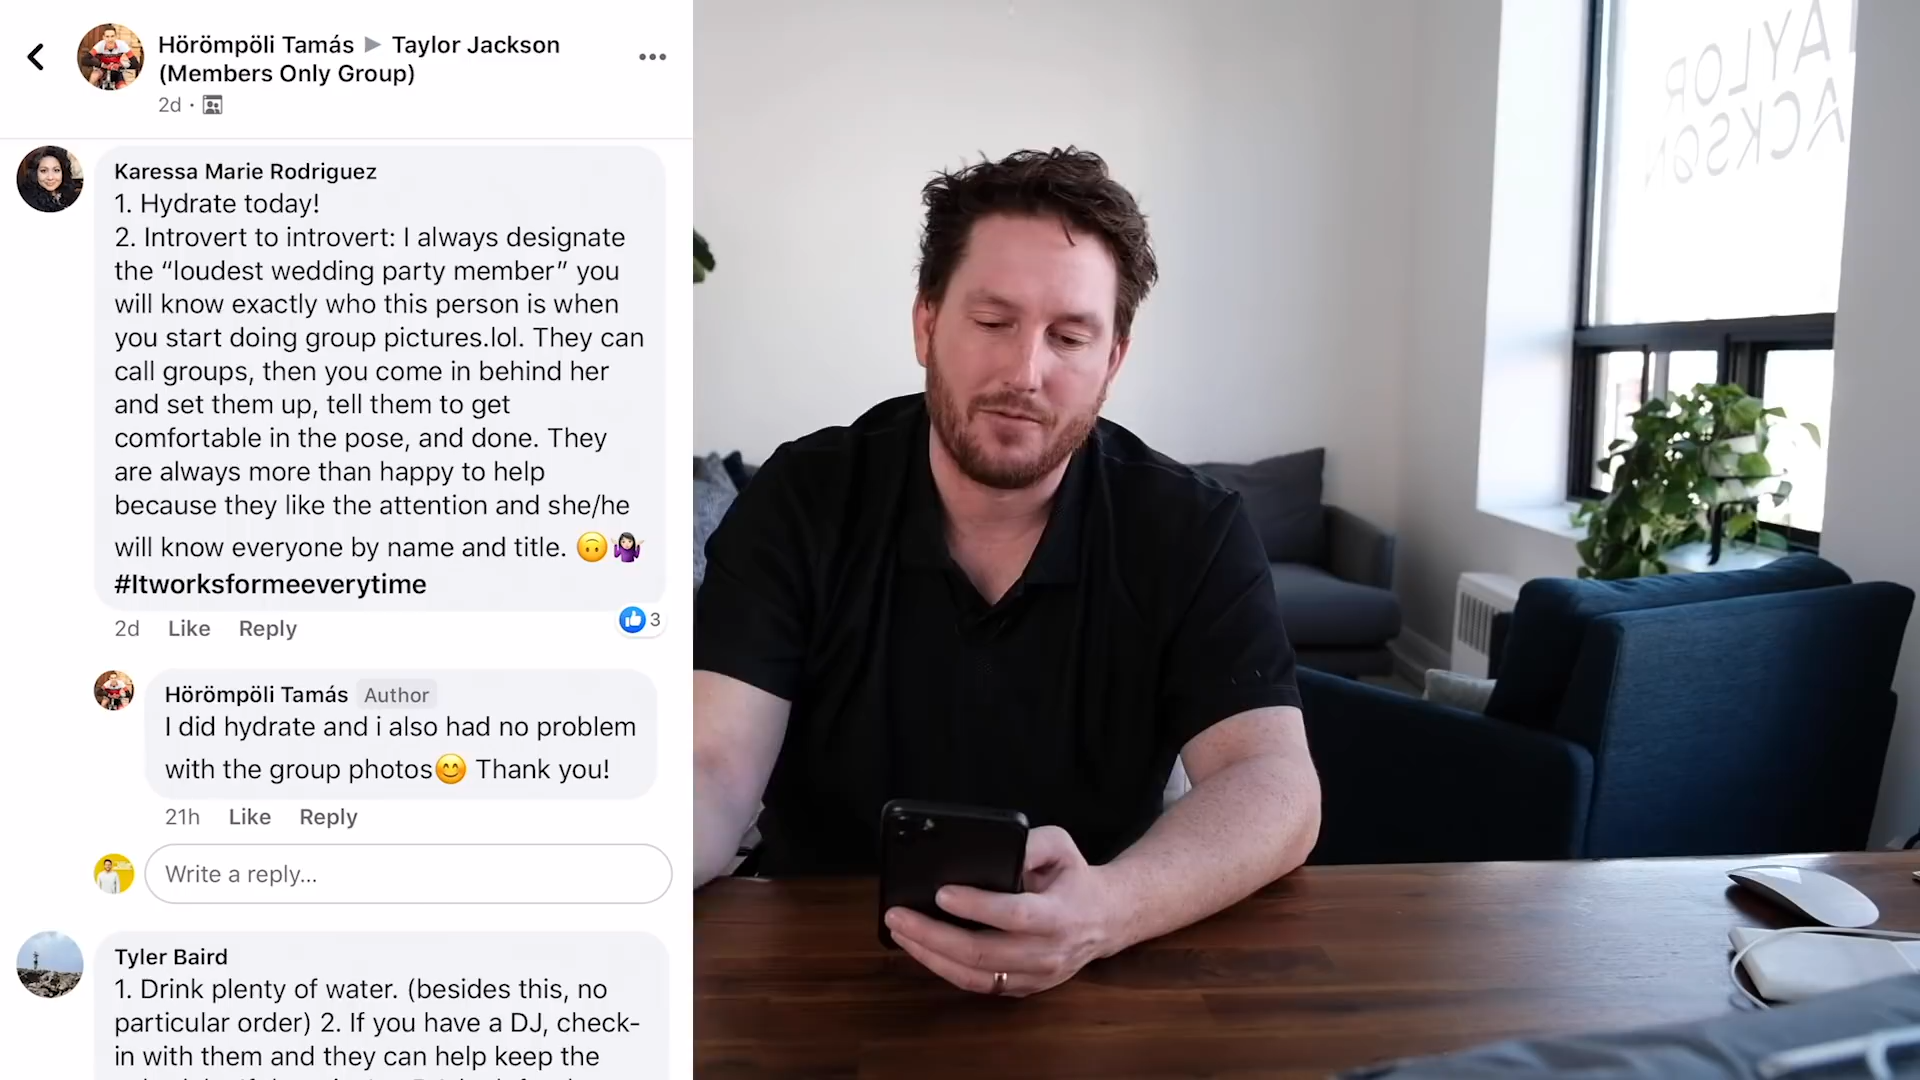 Hörömpöli Tamás ▶ Taylor Jackson
(Members Only Group)
2d ·
Karessa Marie Rodriguez
1. Hydrate today!
2. Introvert to introvert: I always designate
the “loudest wedding party member” you
will know exactly who this person is when
you start doing group pictures.lol. They can
call groups, then you come in behind her
and set them up, tell them to get
comfortable in the pose, and done. They
are always more than happy to help
because they like the attention and she/he
will know everyone by name and title. 🙃🤷🏻‍♀️
#Itworksformeeverytime
2d Like Reply 3
Hörömpöli Tamás Author
I did hydrate and i also had no problem
with the group photos😊 Thank you!
21h Like Reply
Write a reply...
Tyler Baird
1. Drink plenty of water. (besides this, no
particular order) 2. If you have a DJ, check-
in with them and they can help keep the
TAYLOR
JACKSON